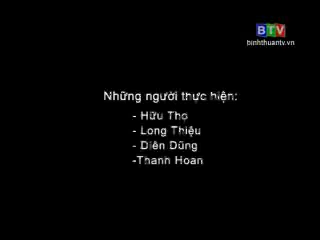 BTV
binhthuantv.vn
Những người thực hiện:
- Hữu Thọ
- Long Thiệu
- Diên Dũng
-Thanh Hoan